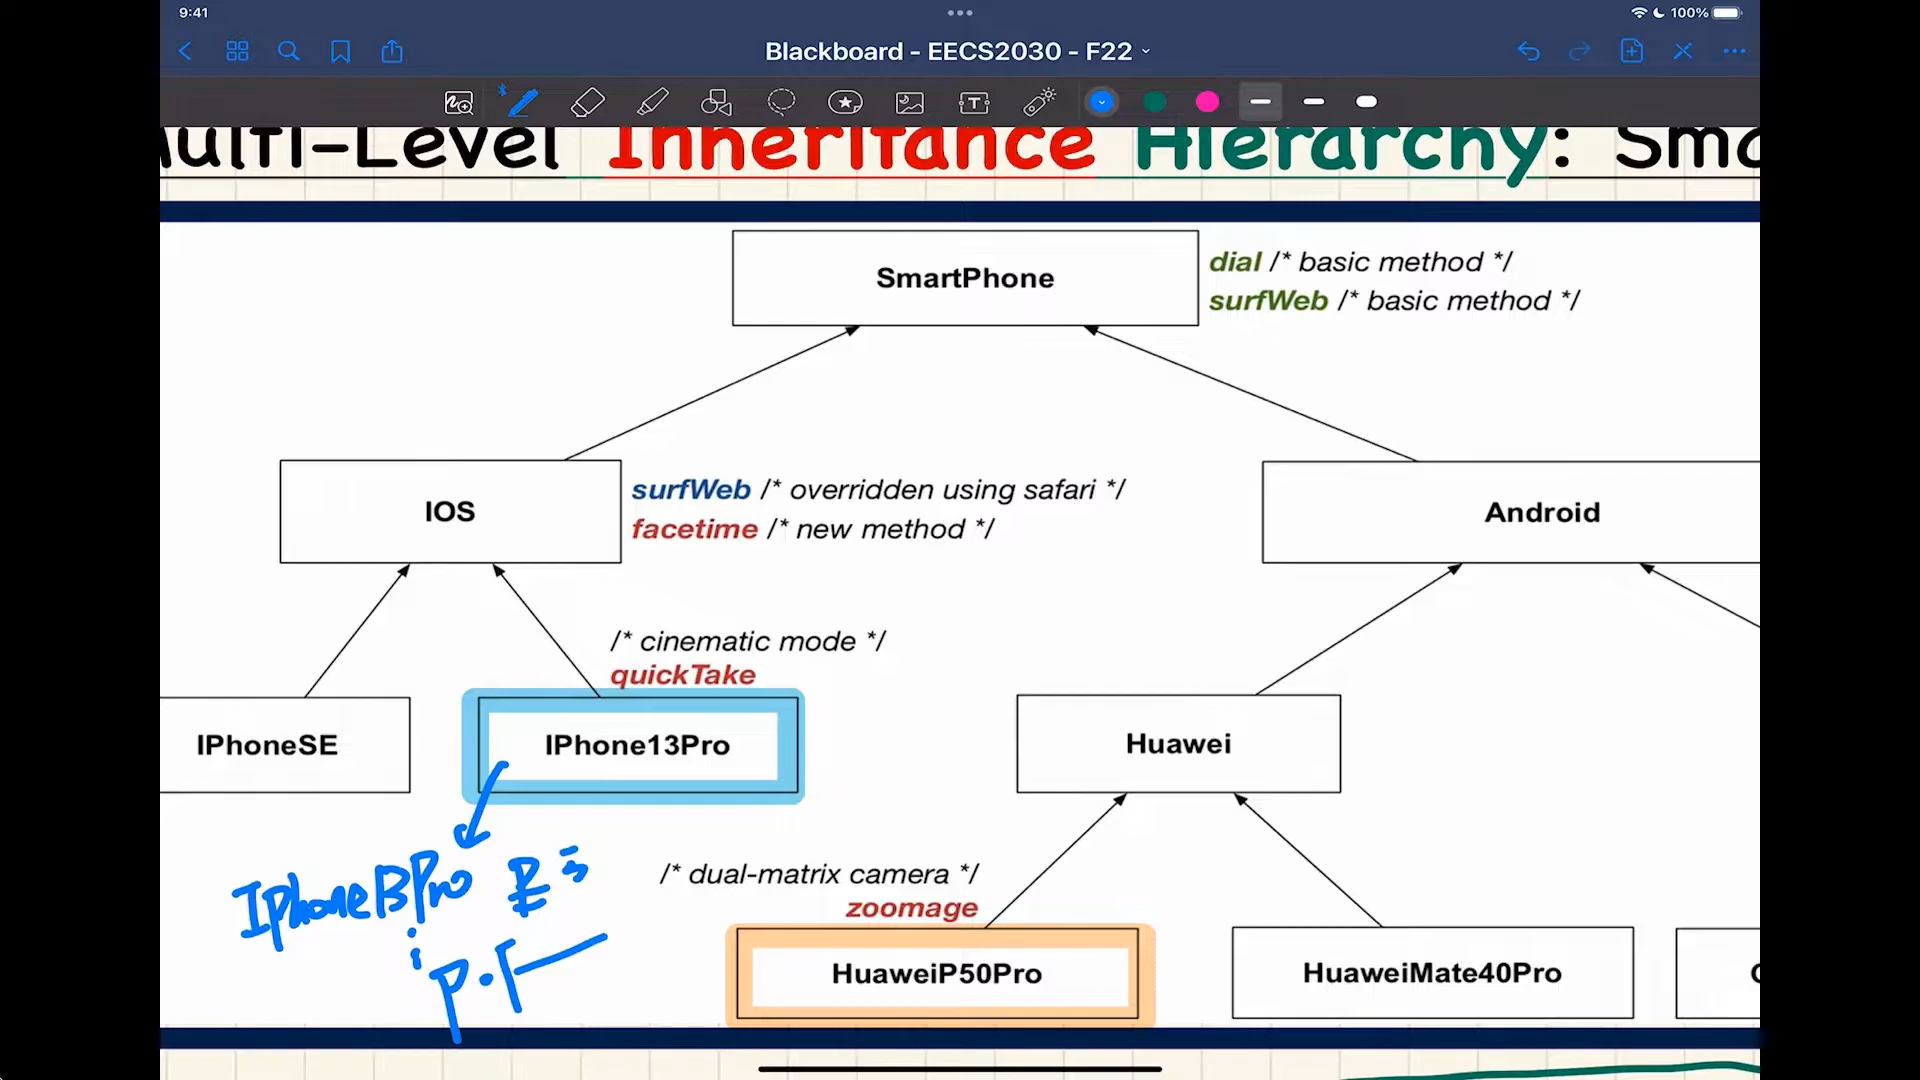 9:41
100%
Blackboard - EECS2030 - F22
Multi-Level Inheritance Hierarchy: Sma
SmartPhone
dial /* basic method */
surfWeb /* basic method */
IOS
surfWeb /* overridden using safari */
facetime /* new method */
Android
/* cinematic mode */
quickTake
IPhoneSE
IPhone13Pro
Huawei
IPhone13Pro
/* dual-matrix camera */
zoomage
HuaweiP50Pro
HuaweiMate40Pro
p.